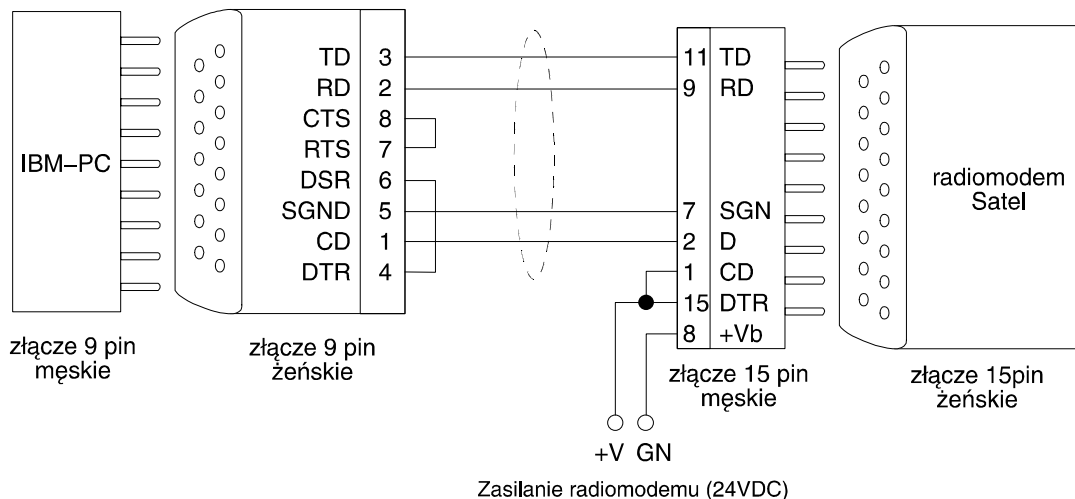 IBM–PC
złącze 9 pin
męskie
TD 3
RD 2
CTS 8
RTS 7
DSR 6
SGND 5
CD 1
DTR 4
złącze 9 pin
żeńskie
11 TD
9 RD
7 SGN
2 D
1 CD
15 DTR
8 +Vb
złącze 15 pin
męskie
radiomodem
Satel
złącze 15pin
żeńskie
+V GN
Zasilanie radiomodemu (24VDC)